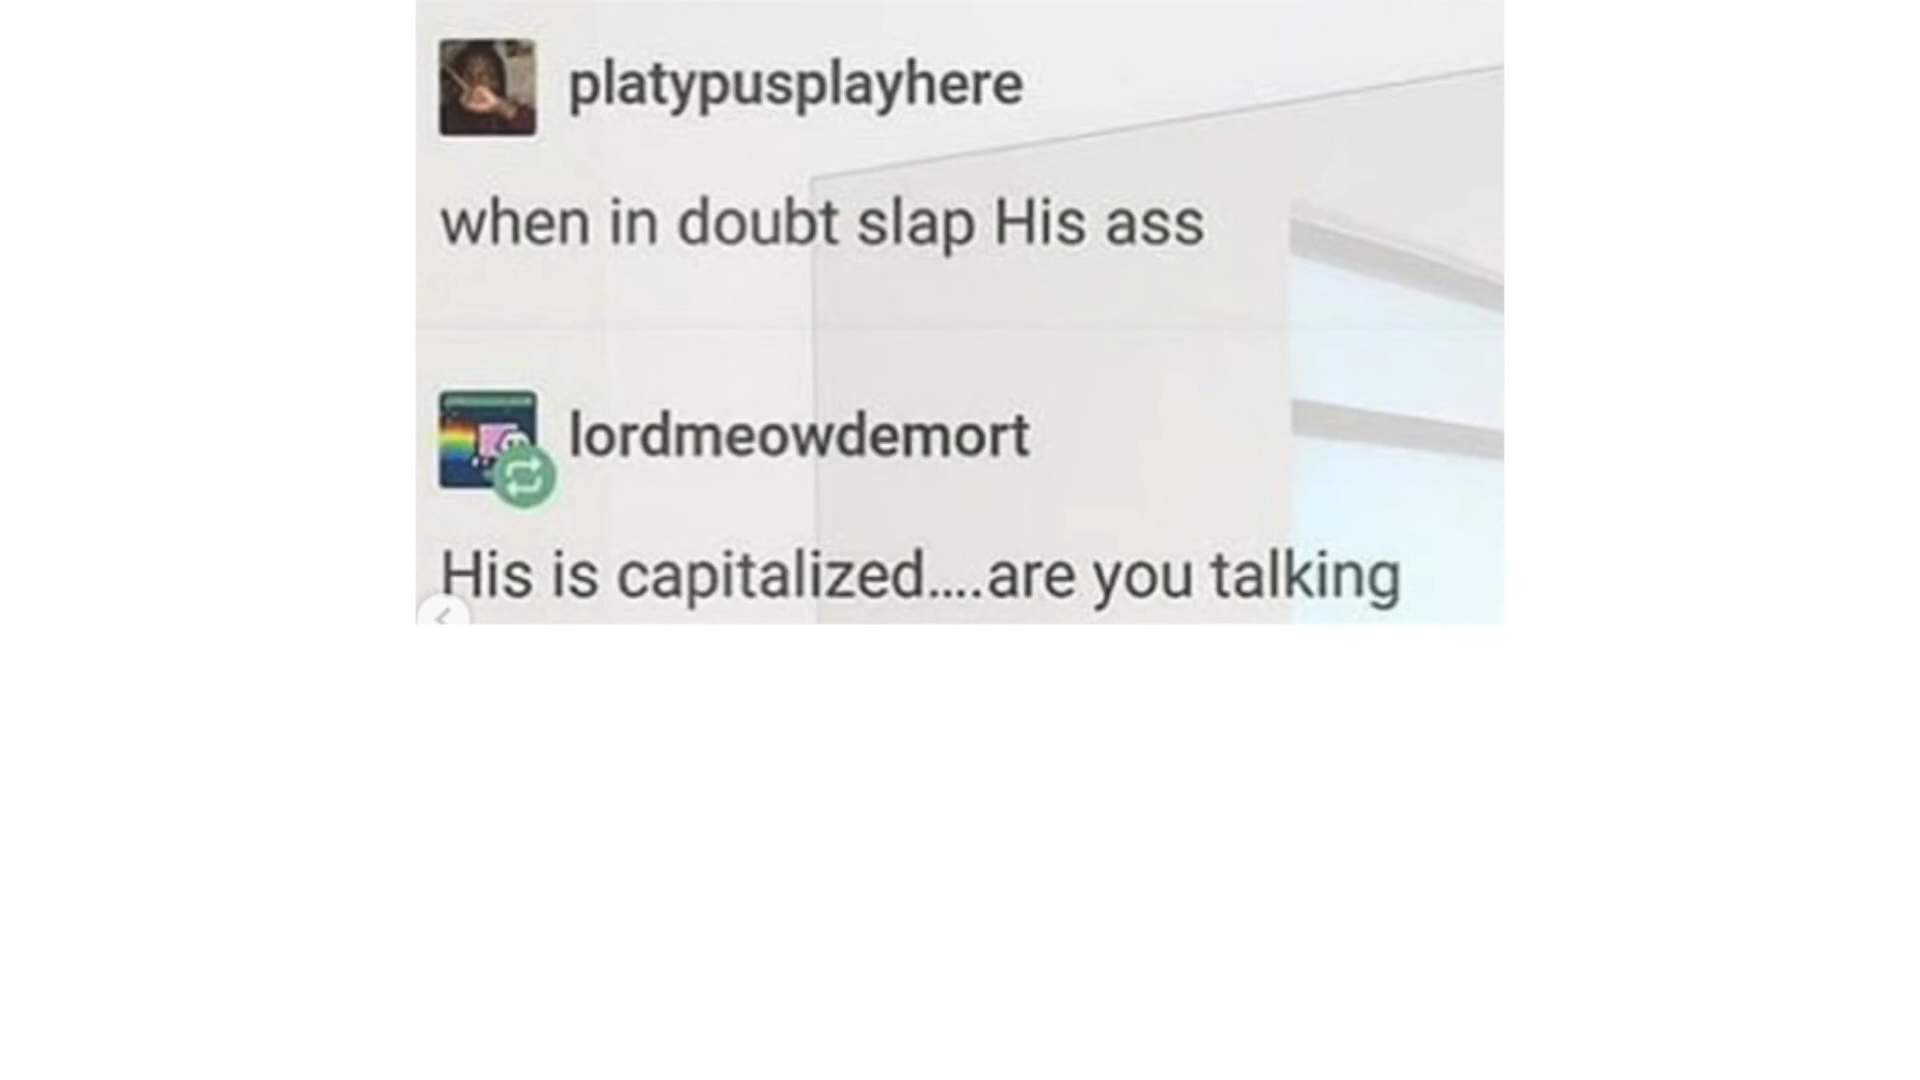 platypusplayhere
when in doubt slap His ass
lordmeowdemort
His is capitalized....are you talking